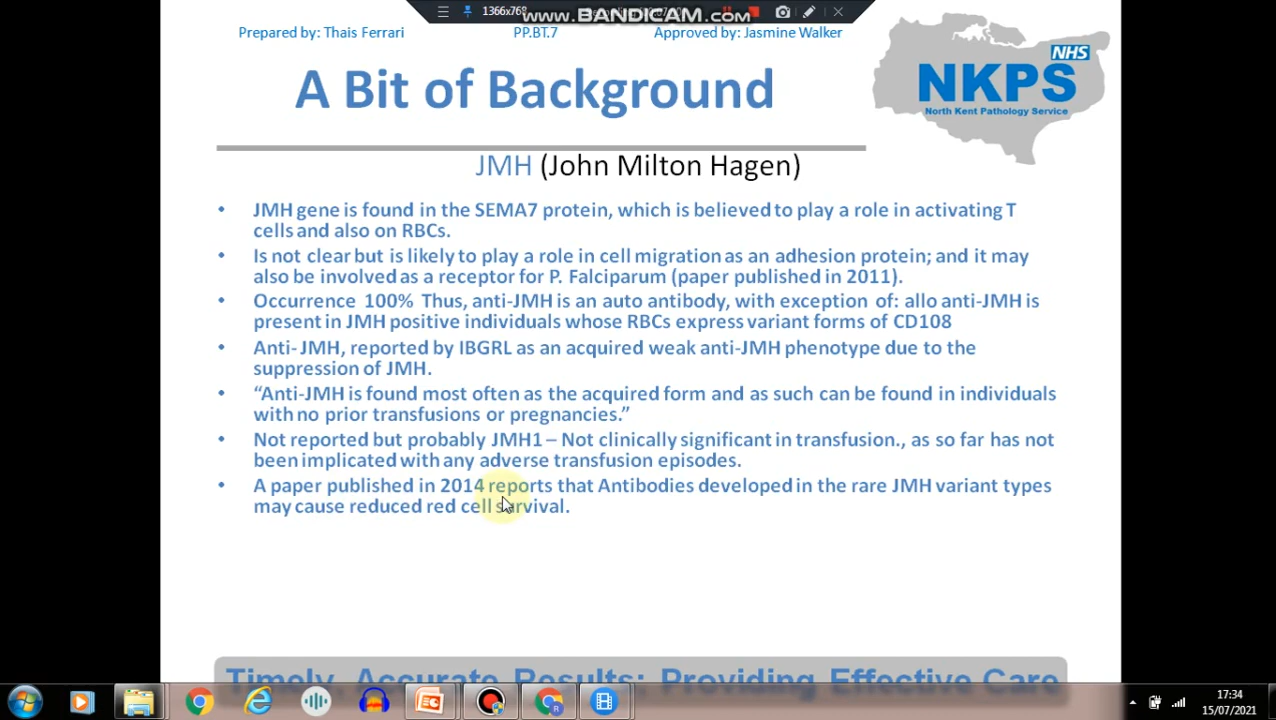 1366x768
www.BANDICAM.com
Prepared by: Thais Ferrari PP.BT.7 Approved by: Jasmine Walker
NHS
NKPS
North Kent Pathology Service
A Bit of Background
JMH (John Milton Hagen)
• JMH gene is found in the SEMA7 protein, which is believed to play a role in activating T
cells and also on RBCs.
• Is not clear but is likely to play a role in cell migration as an adhesion protein; and it may
also be involved as a receptor for P. Falciparum (paper published in 2011).
• Occurrence 100% Thus, anti-JMH is an auto antibody, with exception of: allo anti-JMH is
present in JMH positive individuals whose RBCs express variant forms of CD108
• Anti- JMH, reported by IBGRL as an acquired weak anti-JMH phenotype due to the
suppression of JMH.
• “Anti-JMH is found most often as the acquired form and as such can be found in individuals
with no prior transfusions or pregnancies.”
• Not reported but probably JMH1 – Not clinically significant in transfusion., as so far has not
been implicated with any adverse transfusion episodes.
• A paper published in 2014 reports that Antibodies developed in the rare JMH variant types
may cause reduced red cell survival.
Timely, Accurate Results: Providing Effective Care
17:34
15/07/2021